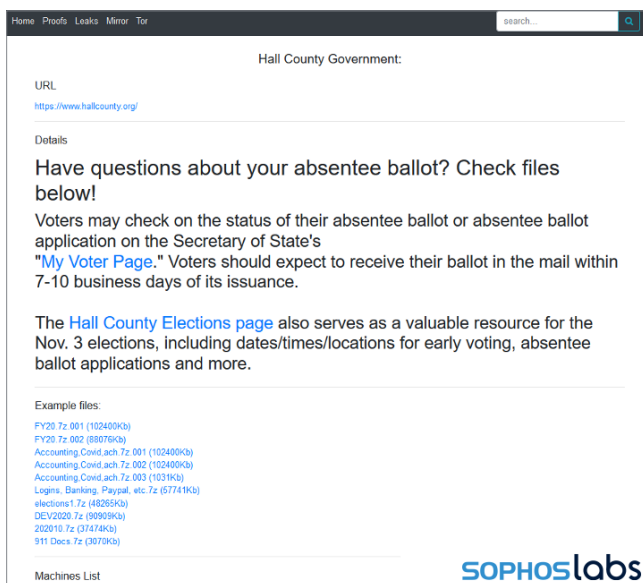 Home Proofs Leaks Mirror Tor search...
Hall County Government:
URL
https://www.hallcounty.org/
Details
Have questions about your absentee ballot? Check files
below!
Voters may check on the status of their absentee ballot or absentee ballot
application on the Secretary of State's
"My Voter Page." Voters should expect to receive their ballot in the mail within
7-10 business days of its issuance.
The Hall County Elections page also serves as a valuable resource for the
Nov. 3 elections, including dates/times/locations for early voting, absentee
ballot applications and more.
Example files:
FY20.7z.001 (102400Kb)
FY20.7z.002 (88076Kb)
Accounting,Covid,ach.7z.001 (102400Kb)
Accounting,Covid,ach.7z.002 (102400Kb)
Accounting,Covid,ach.7z.003 (1031Kb)
Logins, Banking, Paypal, etc.7z (57741Kb)
elections1.7z (48265Kb)
DEV2020.7z (90909Kb)
202010.7z (37474Kb)
911 Docs.7z (3070Kb)
Machines List
SOPHOSlabs